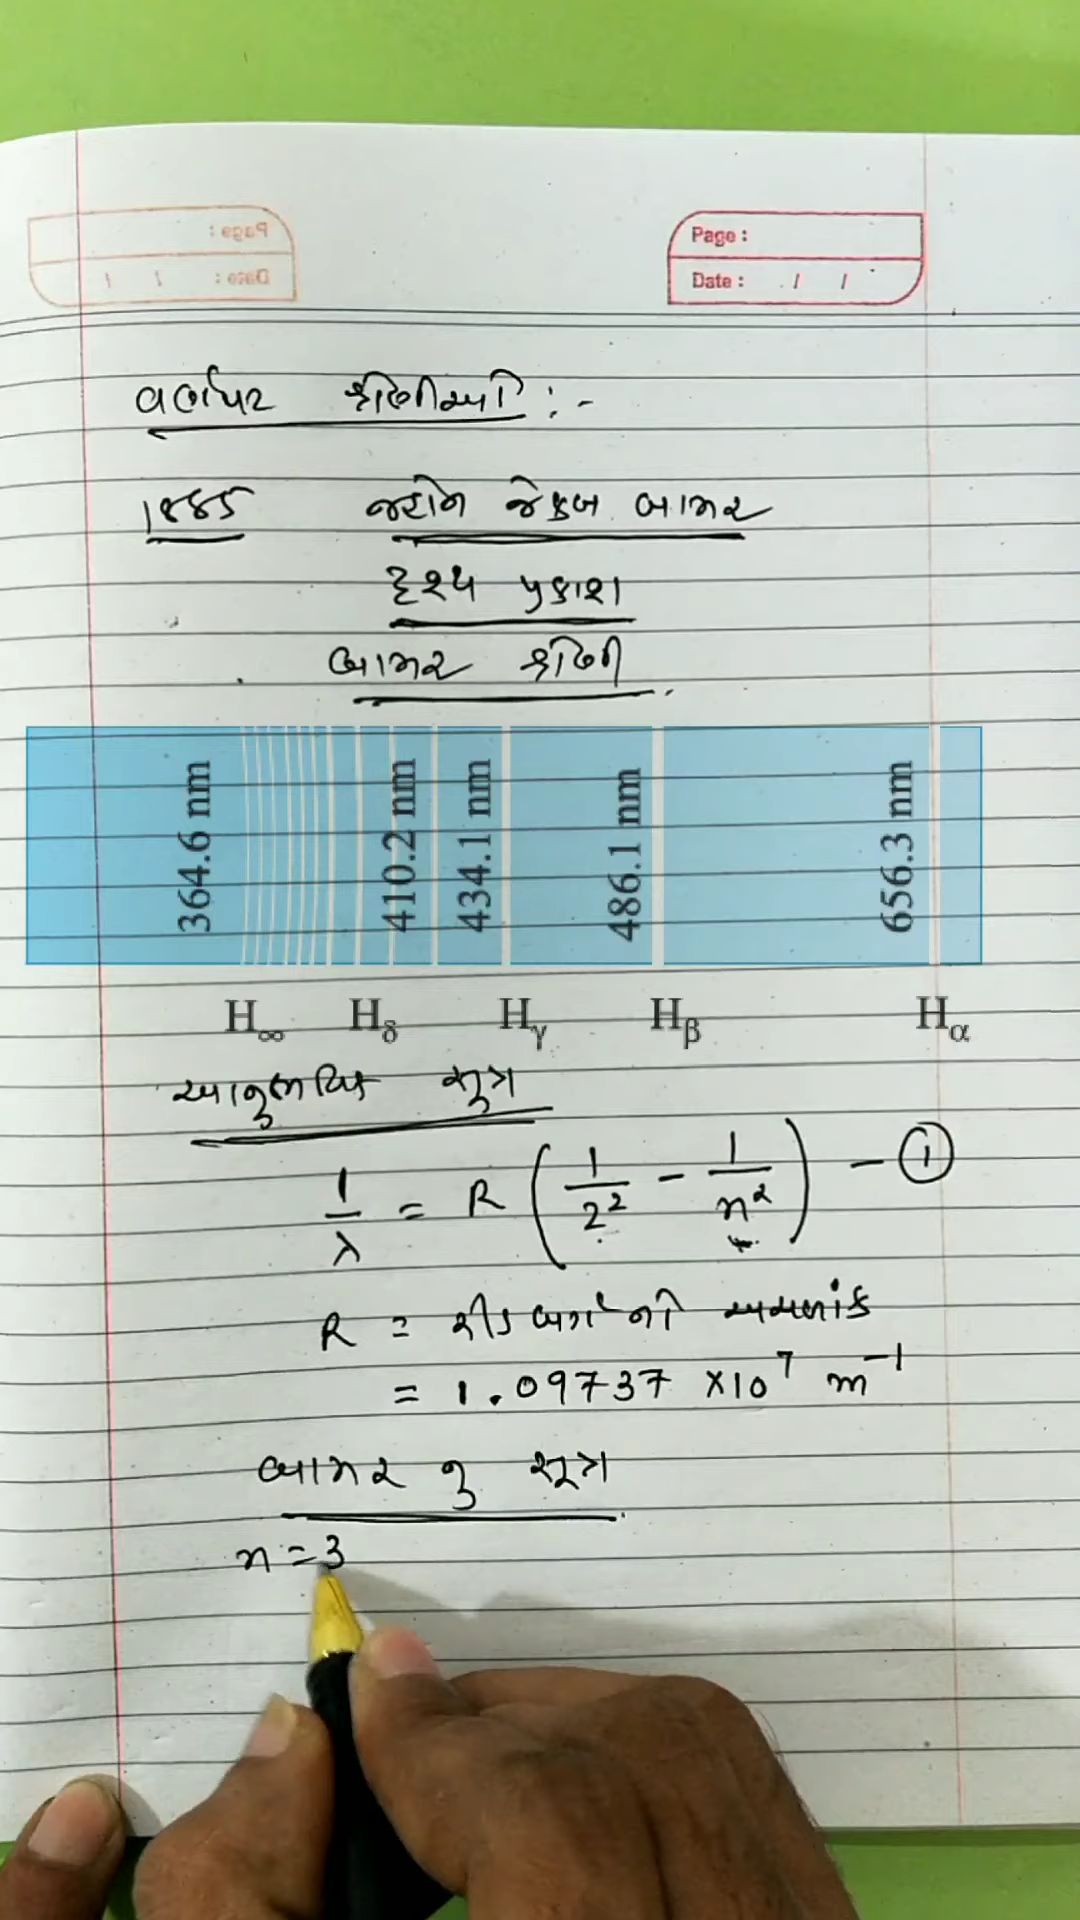 Page :
Date : / /
વર્ણપટ શ્રેણીઓ :-
1885 જહોન જેકબ બામર
દૃશ્ય પ્રકાશ
બામર શ્રેણી
364.6 nm 410.2 nm 434.1 nm 486.1 nm 656.3 nm
H∞ Hδ Hγ Hβ Hα
આનુભાવિક સૂત્ર
1/λ = R (1/2² - 1/n²) - ①
R = રીડબર્ગનો અચળાંક
= 1.09737 ×10⁷ m⁻¹
બામર નુ સૂત્ર
n = 3